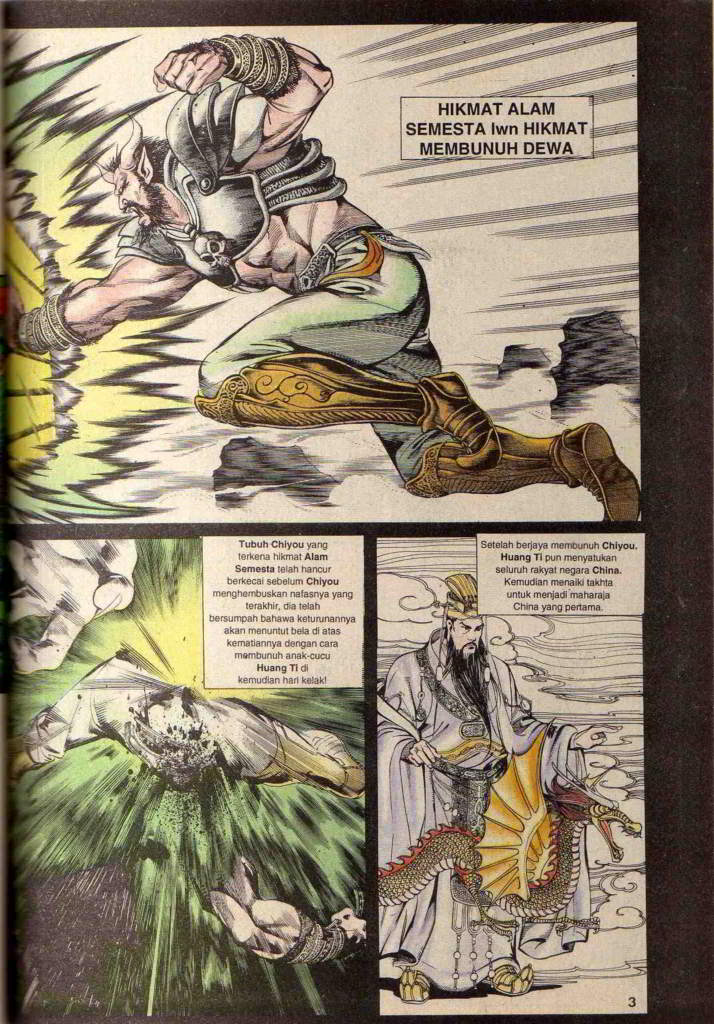 HIKMAT ALAM
SEMESTA lwn HIKMAT
MEMBUNUH DEWA
Tubuh Chiyou yang
terkena hikmat Alam
Semesta telah hancur
berkecai sebelum Chiyou
menghembuskan nafasnya yang
terakhir, dia telah
bersumpah bahawa keturunannya
akan menuntut bela di atas
kematiannya dengan cara
membunuh anak-cucu
Huang Ti di
kemudian hari kelak!
Setelah berjaya membunuh Chiyou,
Huang Ti pun menyatukan
seluruh rakyat negara China.
Kemudian menaiki takhta
untuk menjadi maharaja
China yang pertama.
3